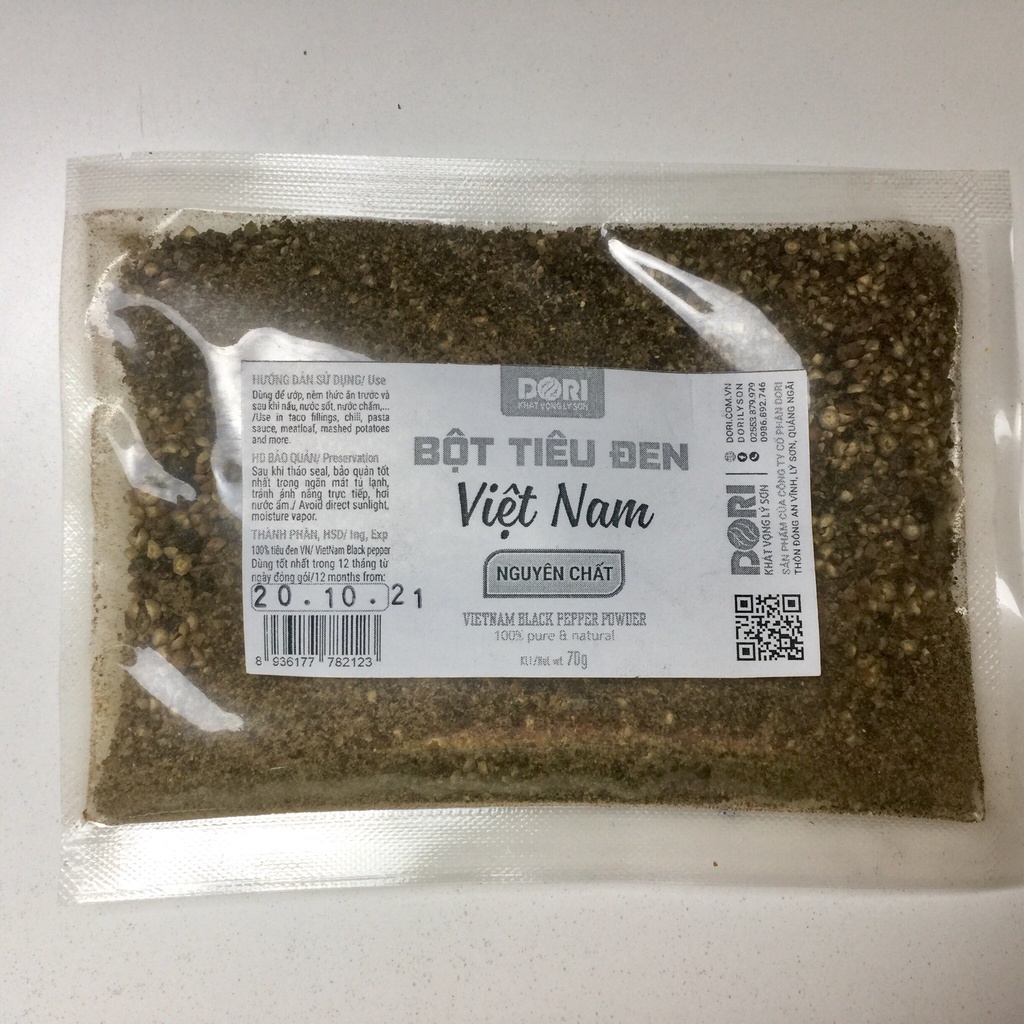 HƯỚNG DẪN SỬ DỤNG/ Use
Dùng để ướp, nêm thức ăn trước và
sau khi nấu, nước sốt, nước chấm,...
/Use in taco fillings, chili, pasta
sauce, meatloaf, mashed potatoes
and more.
HD BẢO QUẢN/ Preservation
Sau khi tháo seal, bảo quản tốt
nhất trong ngăn mát tủ lạnh,
tránh ánh nắng trực tiếp, hơi
nước ẩm./ Avoid direct sunlight,
moisture vapor.
THÀNH PHẦN, HSD/ Ing, Exp
100% tiêu đen VN/ VietNam Black pepper
Dùng tốt nhất trong 12 tháng từ
ngày đóng gói/12 months from:
20.10.21
8 936177 782123
DORI
KHÁT VỌNG LÝ SƠN
BỘT TIÊU ĐEN
Việt Nam
NGUYÊN CHẤT
VIETNAM BLACK PEPPER POWDER
100% pure & natural
KLT/Net wt 70g
DORI
KHÁT VỌNG LÝ SƠN
DORI.COM.VN
DORILYSON
02553.879.979
0986.892.746
SẢN PHẨM CỦA CÔNG TY CỔ PHẦN DORI
THÔN ĐÔNG AN VĨNH, LÝ SƠN, QUẢNG NGÃI